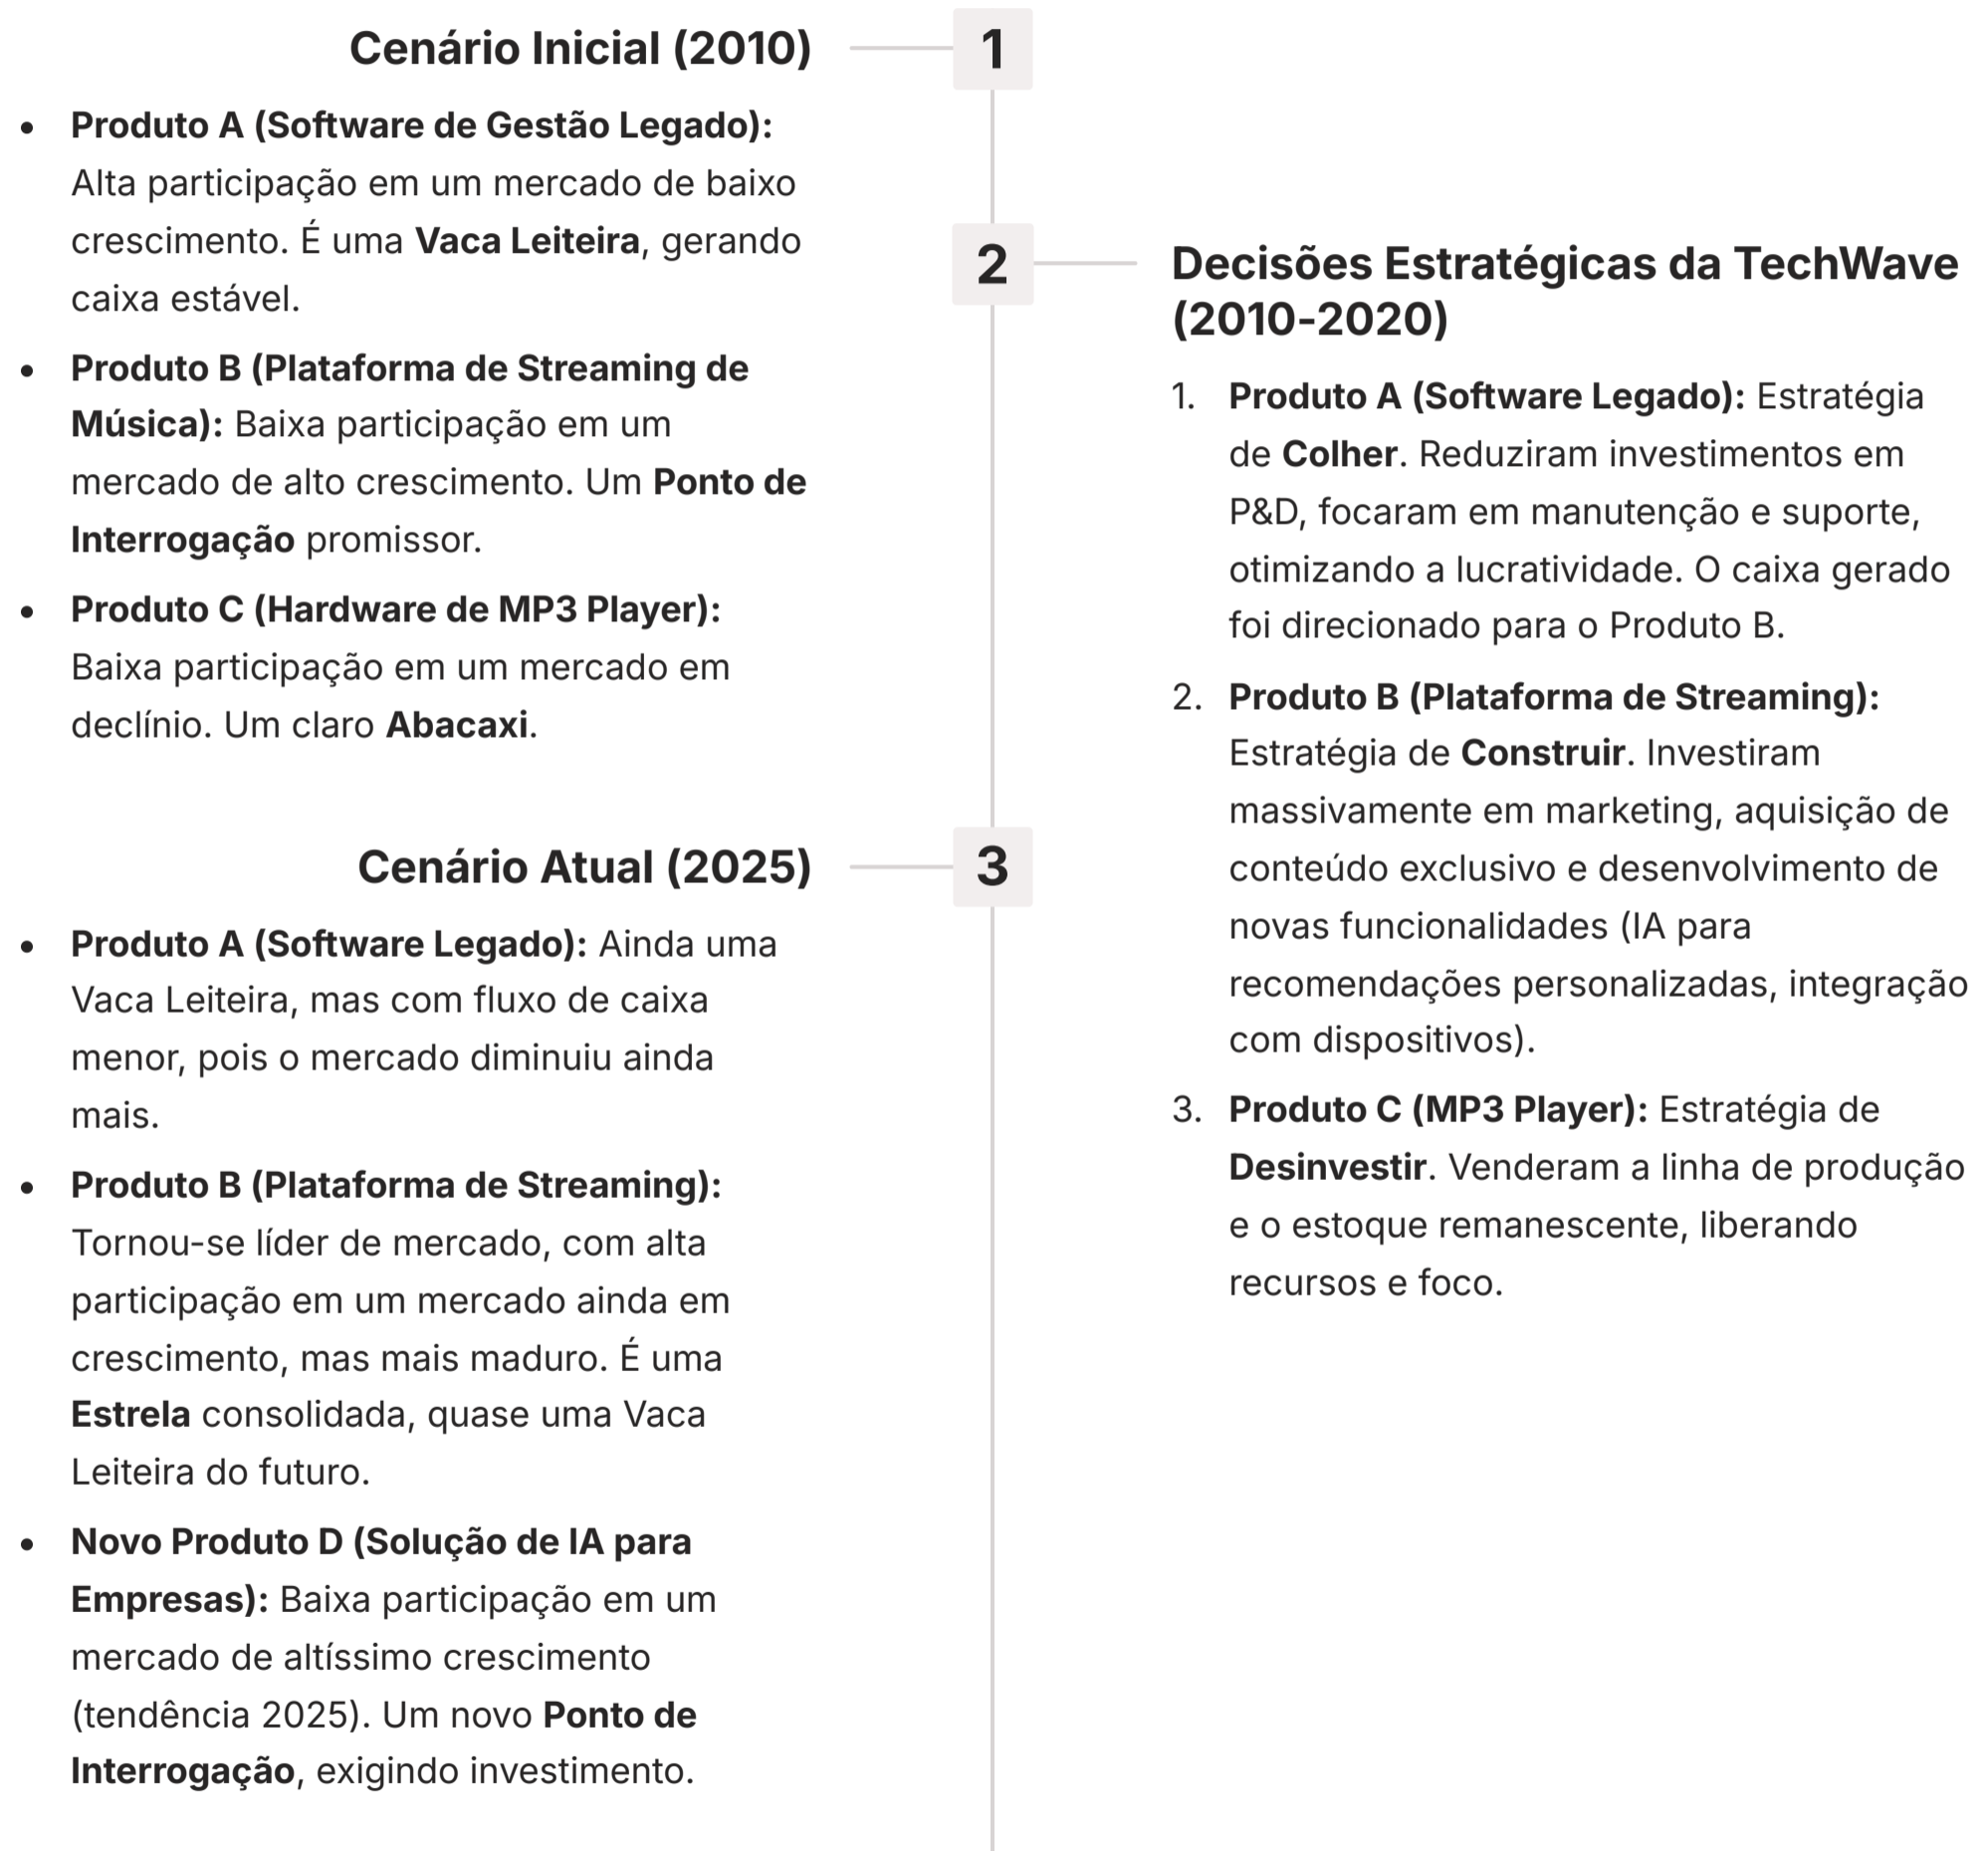 Cenário Inicial (2010)
1
• Produto A (Software de Gestão Legado):
Alta participação em um mercado de baixo
crescimento. É uma Vaca Leiteira, gerando
caixa estável.
• Produto B (Plataforma de Streaming de
Música): Baixa participação em um
mercado de alto crescimento. Um Ponto de
Interrogação promissor.
• Produto C (Hardware de MP3 Player):
Baixa participação em um mercado em
declínio. Um claro Abacaxi.
2
Decisões Estratégicas da TechWave
(2010-2020)
1. Produto A (Software Legado): Estratégia
de Colher. Reduziram investimentos em
P&D, focaram em manutenção e suporte,
otimizando a lucratividade. O caixa gerado
foi direcionado para o Produto B.
2. Produto B (Plataforma de Streaming):
Estratégia de Construir. Investiram
massivamente em marketing, aquisição de
conteúdo exclusivo e desenvolvimento de
novas funcionalidades (IA para
recomendações personalizadas, integração
com dispositivos).
3. Produto C (MP3 Player): Estratégia de
Desinvestir. Venderam a linha de produção
e o estoque remanescente, liberando
recursos e foco.
Cenário Atual (2025)
3
• Produto A (Software Legado): Ainda uma
Vaca Leiteira, mas com fluxo de caixa
menor, pois o mercado diminuiu ainda
mais.
• Produto B (Plataforma de Streaming):
Tornou-se líder de mercado, com alta
participação em um mercado ainda em
crescimento, mas mais maduro. É uma
Estrela consolidada, quase uma Vaca
Leiteira do futuro.
• Novo Produto D (Solução de IA para
Empresas): Baixa participação em um
mercado de altíssimo crescimento
(tendência 2025). Um novo Ponto de
Interrogação, exigindo investimento.